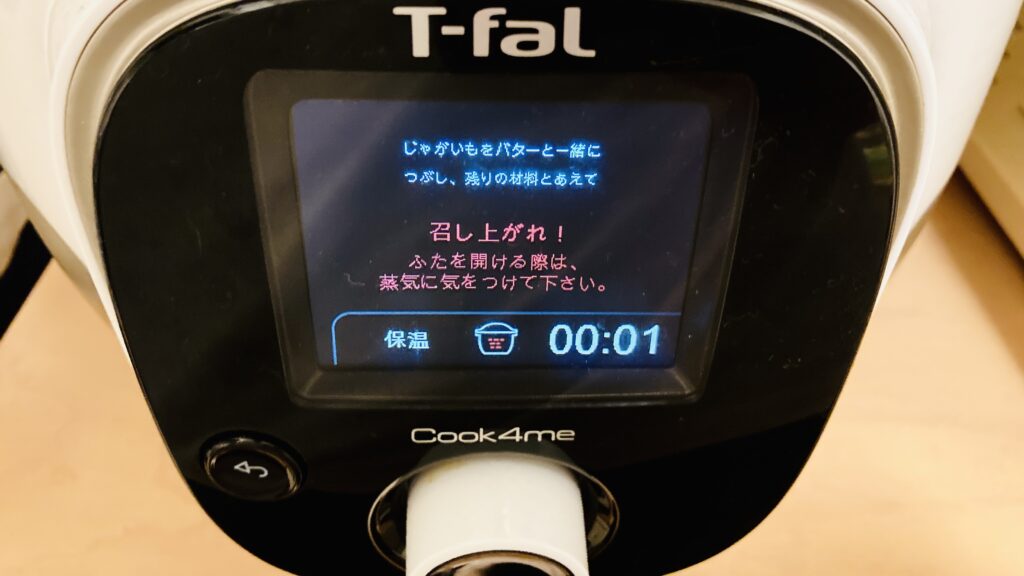 T-fal
じゃがいもをバターと一緒に
つぶし、残りの材料とあえて
召し上がれ！
ふたを開ける際は、
蒸気に気をつけて下さい。
保温 00:01
Cook4me